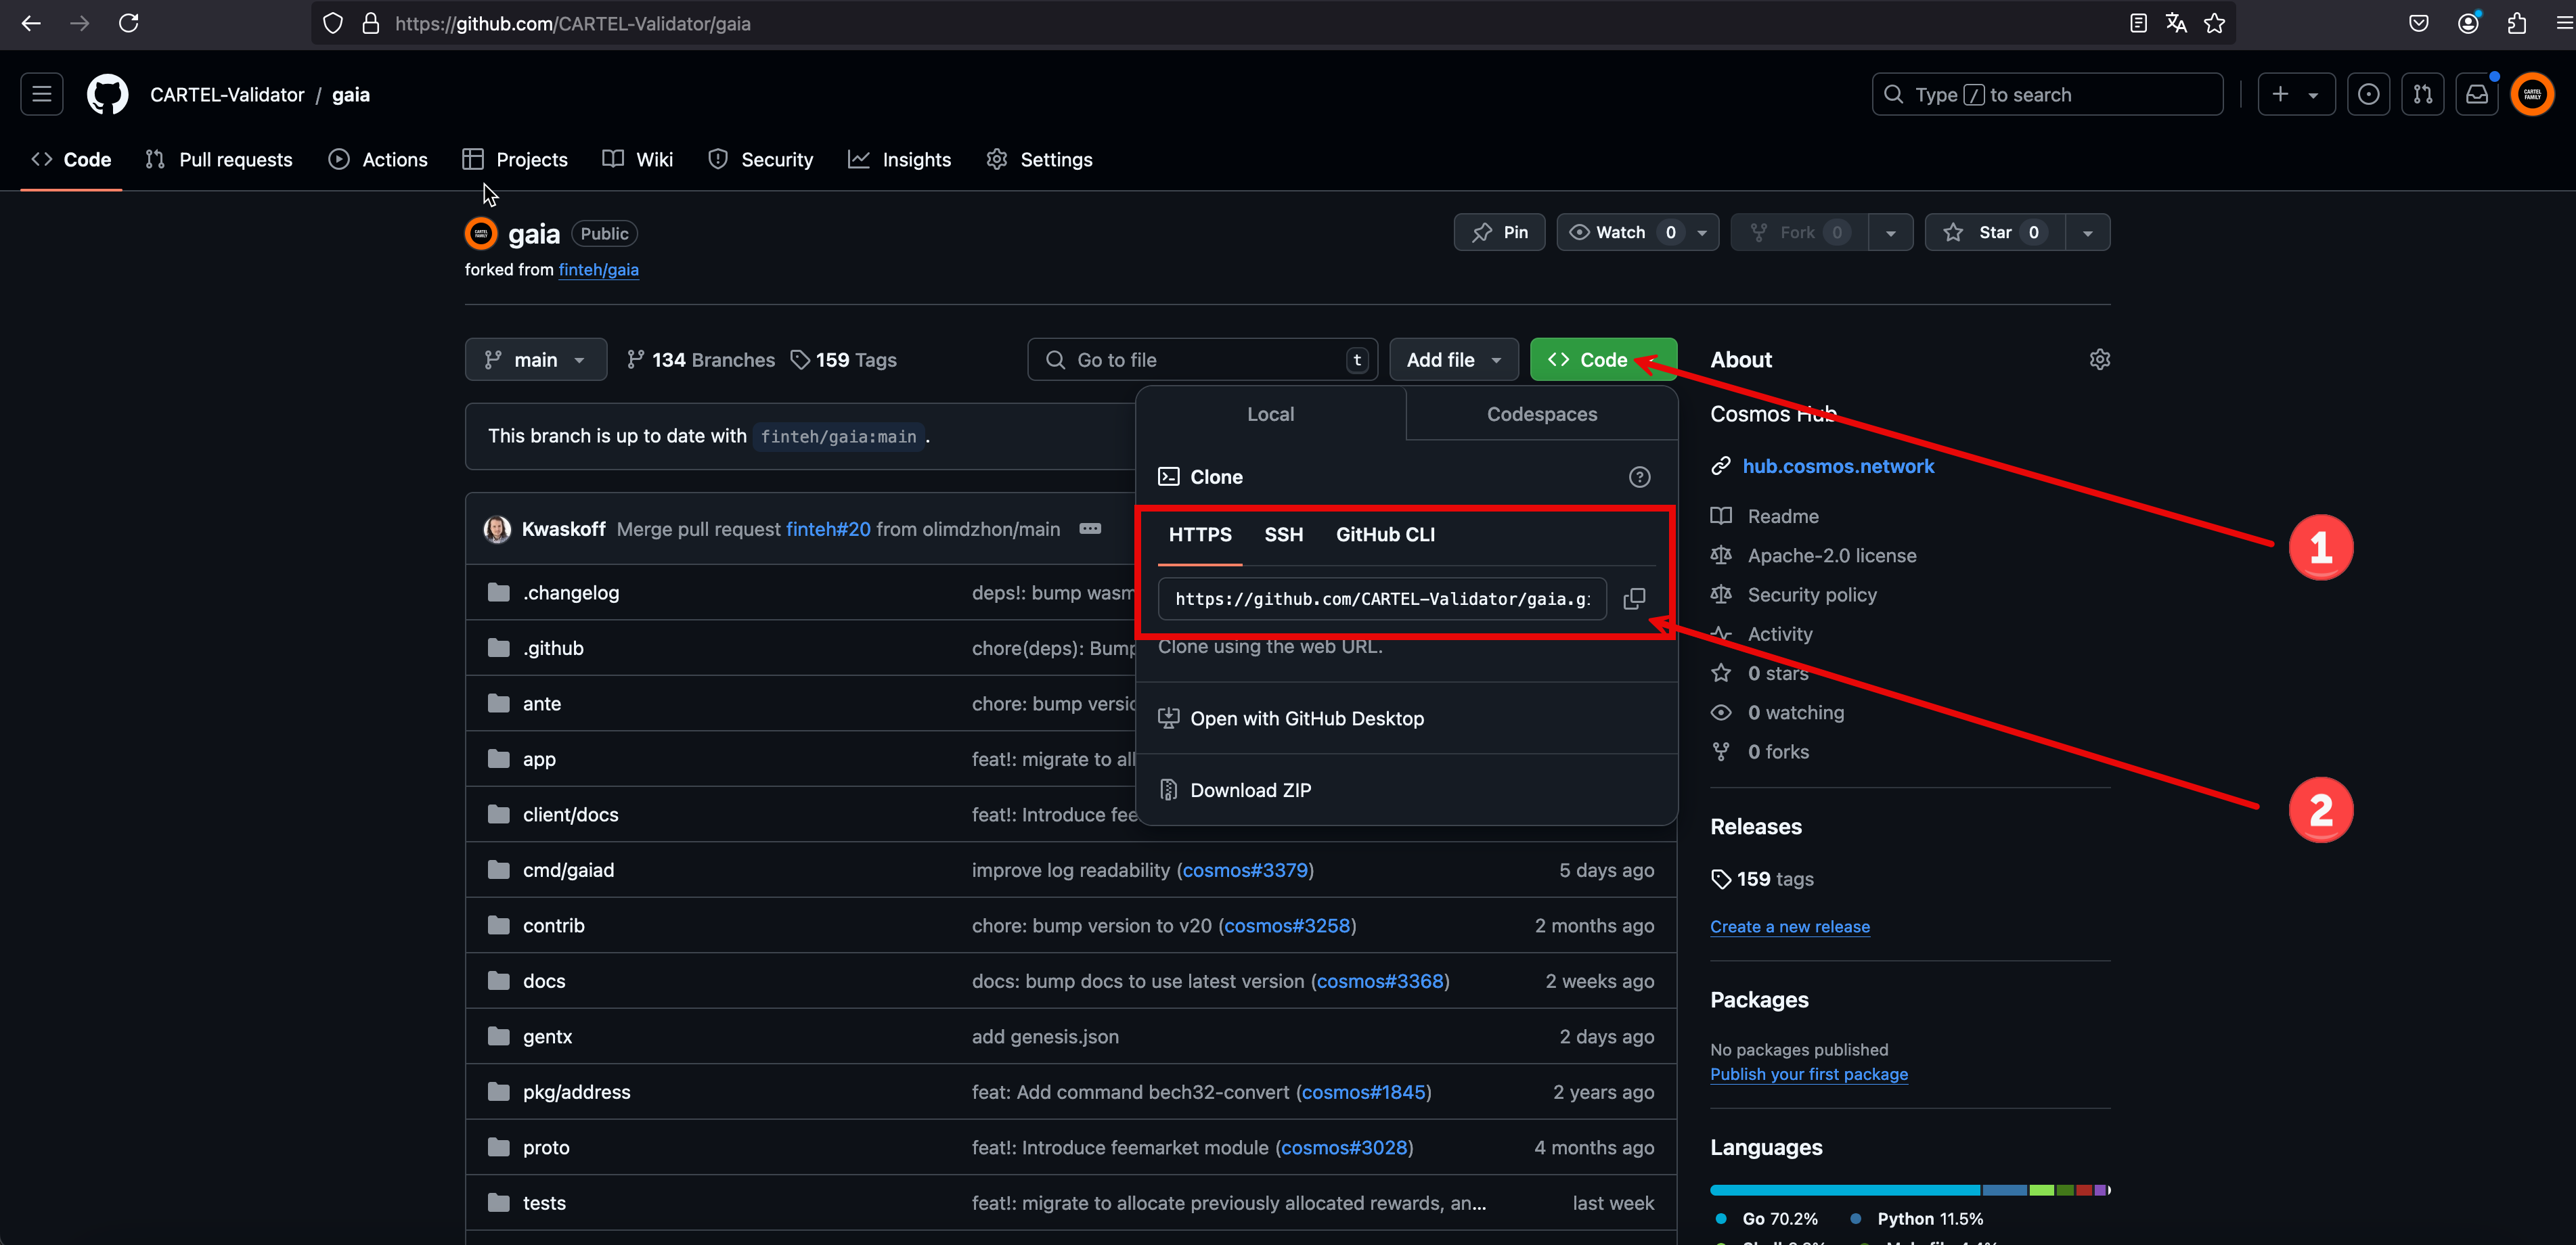 https://github.com/CARTEL-Validator/gaia
CARTEL-Validator / gaia
Type / to search
CARTEL FAMILY
Code Pull requests Actions Projects Wiki Security Insights Settings
gaia Public
Pin Watch 0 Fork 0 Star 0
forked from finteh/gaia
main 134 Branches 159 Tags
Go to file t Add file Code
About
Local Codespaces
Cosmos Hub
This branch is up to date with finteh/gaia:main .
hub.cosmos.network
Clone
Kwaskoff Merge pull request finteh#20 from olimdzhon/main
HTTPS SSH GitHub CLI
https://github.com/CARTEL-Validator/gaia.gi
Clone using the web URL.
Open with GitHub Desktop
Download ZIP
1
2
.changelog deps!: bump wasm
.github chore(deps): Bump
ante chore: bump versic
app feat!: migrate to all
client/docs feat!: Introduce fee
cmd/gaiad improve log readability (cosmos#3379) 5 days ago
contrib chore: bump version to v20 (cosmos#3258) 2 months ago
docs docs: bump docs to use latest version (cosmos#3368) 2 weeks ago
gentx add genesis.json 2 days ago
pkg/address feat: Add command bech32-convert (cosmos#1845) 2 years ago
proto feat!: Introduce feemarket module (cosmos#3028) 4 months ago
tests feat!: migrate to allocate previously allocated rewards, an... last week
Readme
Apache-2.0 license
Security policy
Activity
0 stars
0 watching
0 forks
Releases
159 tags
Create a new release
Packages
No packages published
Publish your first package
Languages
Go 70.2% Python 11.5%